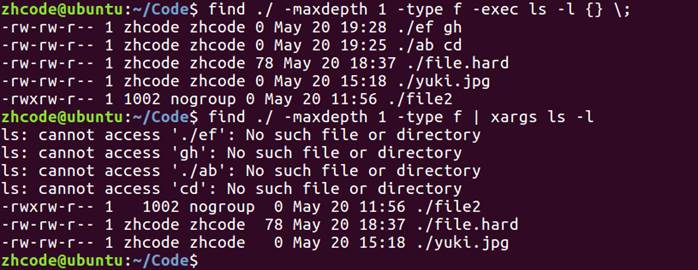 zhcode@ubuntu:~/Code$ find ./ -maxdepth 1 -type f -exec ls -l {} \;
-rw-rw-r-- 1 zhcode zhcode 0 May 20 19:28 ./ef gh
-rw-rw-r-- 1 zhcode zhcode 0 May 20 19:25 ./ab cd
-rw-rw-r-- 1 zhcode zhcode 78 May 20 18:37 ./file.hard
-rw-rw-r-- 1 zhcode zhcode 0 May 20 15:18 ./yuki.jpg
-rwxrw-r-- 1 1002 nogroup 0 May 20 11:56 ./file2
zhcode@ubuntu:~/Code$ find ./ -maxdepth 1 -type f | xargs ls -l
ls: cannot access './ef': No such file or directory
ls: cannot access 'gh': No such file or directory
ls: cannot access './ab': No such file or directory
ls: cannot access 'cd': No such file or directory
-rwxrw-r-- 1   1002 nogroup  0 May 20 11:56 ./file2
-rw-rw-r-- 1 zhcode zhcode  78 May 20 18:37 ./file.hard
-rw-rw-r-- 1 zhcode zhcode   0 May 20 15:18 ./yuki.jpg
zhcode@ubuntu:~/Code$